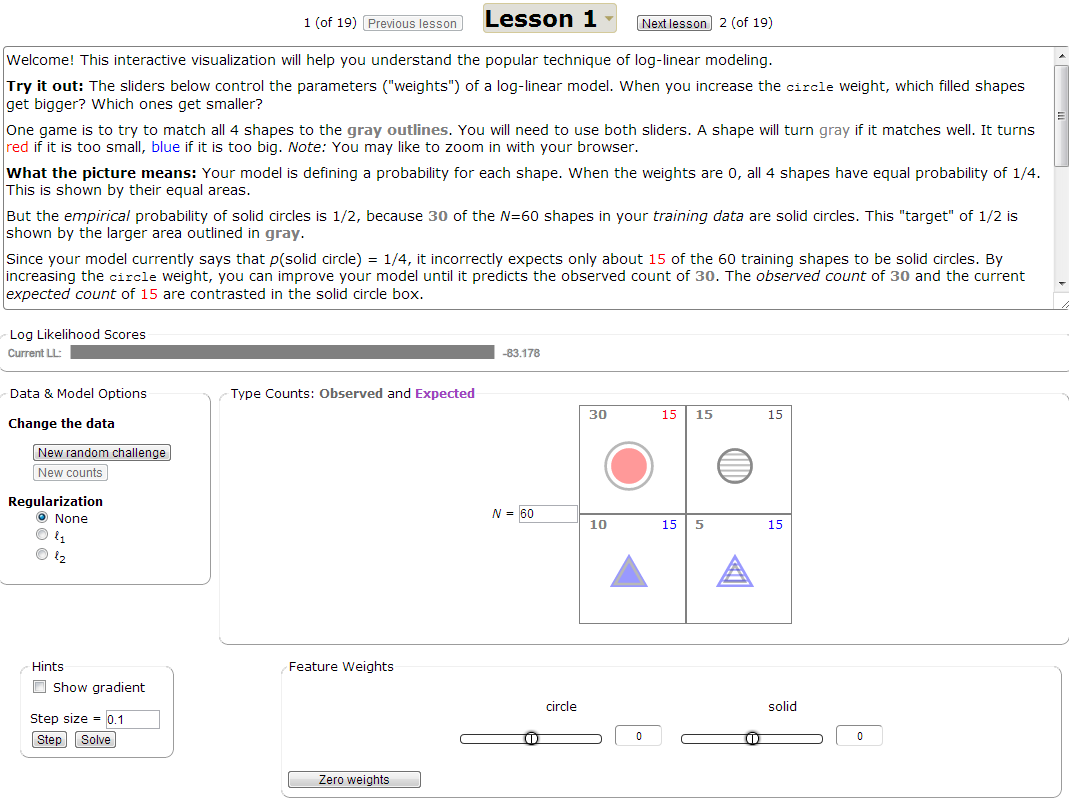 1 (of 19) Previous lesson Lesson 1 Next lesson 2 (of 19)
Welcome! This interactive visualization will help you understand the popular technique of log-linear modeling.
Try it out: The sliders below control the parameters ("weights") of a log-linear model. When you increase the circle weight, which filled shapes
get bigger? Which ones get smaller?
One game is to try to match all 4 shapes to the gray outlines. You will need to use both sliders. A shape will turn gray if it matches well. It turns
red if it is too small, blue if it is too big. Note: You may like to zoom in with your browser.
What the picture means: Your model is defining a probability for each shape. When the weights are 0, all 4 shapes have equal probability of 1/4.
This is shown by their equal areas.
But the empirical probability of solid circles is 1/2, because 30 of the N=60 shapes in your training data are solid circles. This "target" of 1/2 is
shown by the larger area outlined in gray.
Since your model currently says that p(solid circle) = 1/4, it incorrectly expects only about 15 of the 60 training shapes to be solid circles. By
increasing the circle weight, you can improve your model until it predicts the observed count of 30. The observed count of 30 and the current
expected count of 15 are contrasted in the solid circle box.
Log Likelihood Scores
Current LL: -83.178
Data & Model Options
Change the data
New random challenge
New counts
Regularization
None
ℓ1
ℓ2
Type Counts: Observed and Expected
30 15 15 15
N = 60
10 15 5 15
Hints
Show gradient
Step size = 0.1
Step Solve
Feature Weights
circle solid
0 0
Zero weights